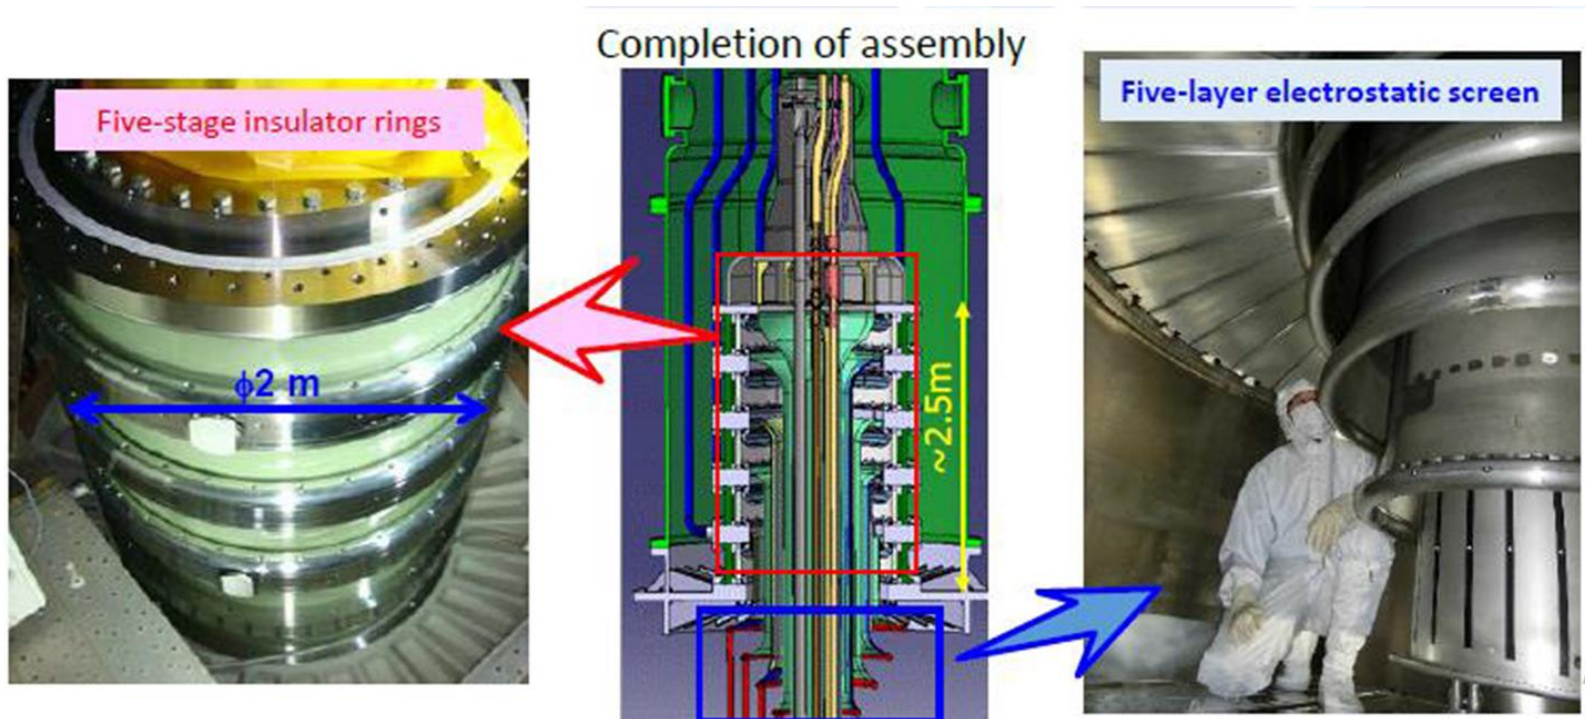 Completion of assembly
Five-stage insulator rings
Five-layer electrostatic screen
ϕ2 m
~2.5m